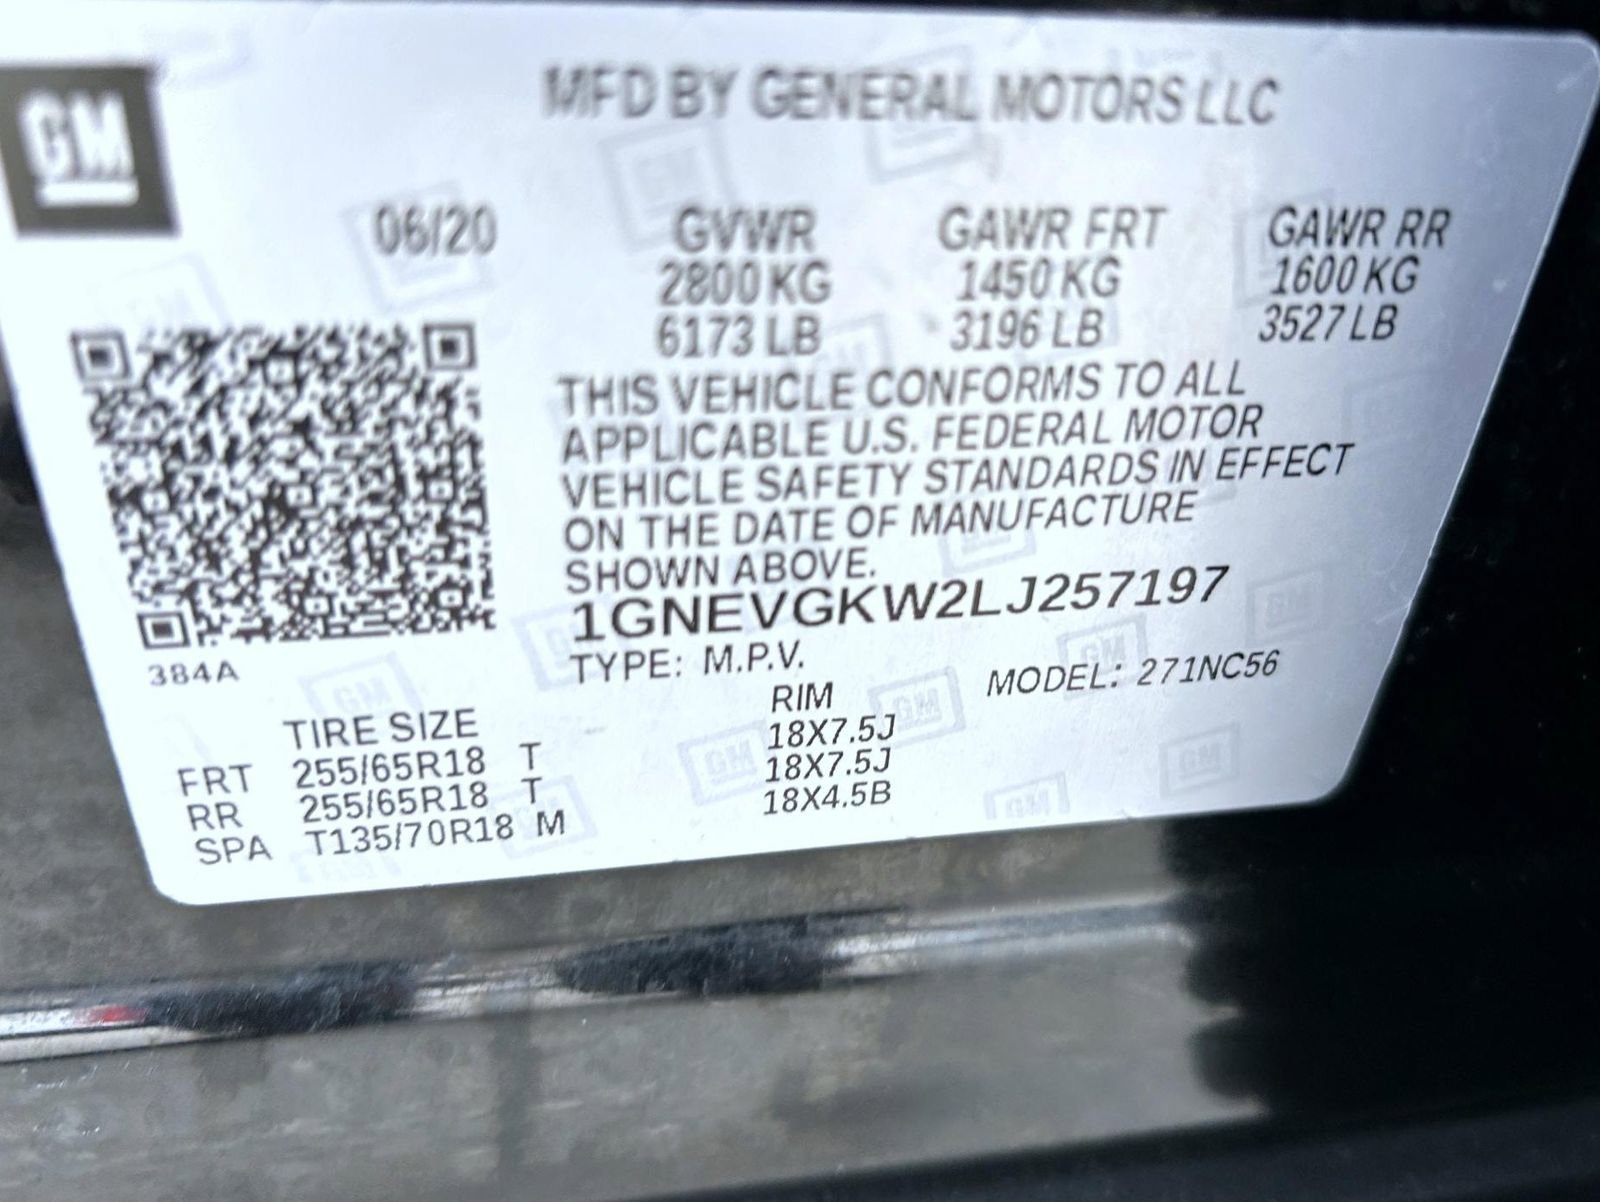 GM
MFD BY GENERAL MOTORS LLC
06/20 GVWR GAWR FRT GAWR RR
2800 KG 1450 KG 1600 KG
6173 LB 3196 LB 3527 LB
THIS VEHICLE CONFORMS TO ALL
APPLICABLE U.S. FEDERAL MOTOR
VEHICLE SAFETY STANDARDS IN EFFECT
ON THE DATE OF MANUFACTURE
SHOWN ABOVE.
1GNEVGKW2LJ257197
TYPE: M.P.V. MODEL: 271NC56
384A
TIRE SIZE RIM
FRT 255/65R18 T 18X7.5J
RR 255/65R18 T 18X7.5J
SPA T135/70R18 M 18X4.5B